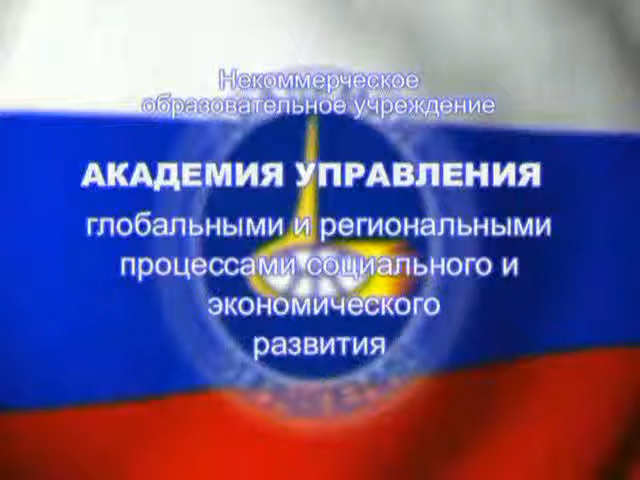 Некоммерческое
образовательное учреждение
АКАДЕМИЯ УПРАВЛЕНИЯ
глобальными и региональными
процессами социального и
экономического
развития